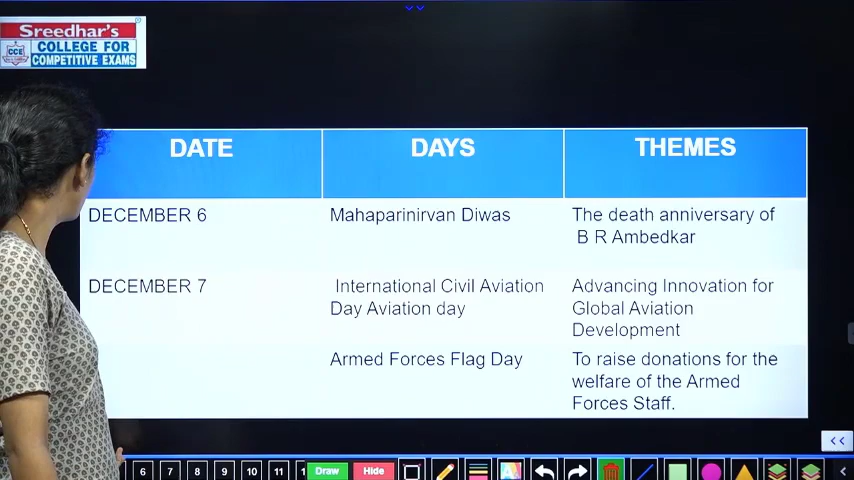 Sreedhar's
CCE
COLLEGE FOR
COMPETITIVE EXAMS
DATE
DAYS
THEMES
DECEMBER 6
Mahaparinirvan Diwas
The death anniversary of
B R Ambedkar
DECEMBER 7
International Civil Aviation
Day Aviation day
Advancing Innovation for
Global Aviation
Development
Armed Forces Flag Day
To raise donations for the
welfare of the Armed
Forces Staff.
6 7 8 9 10 11 1 Draw Hide